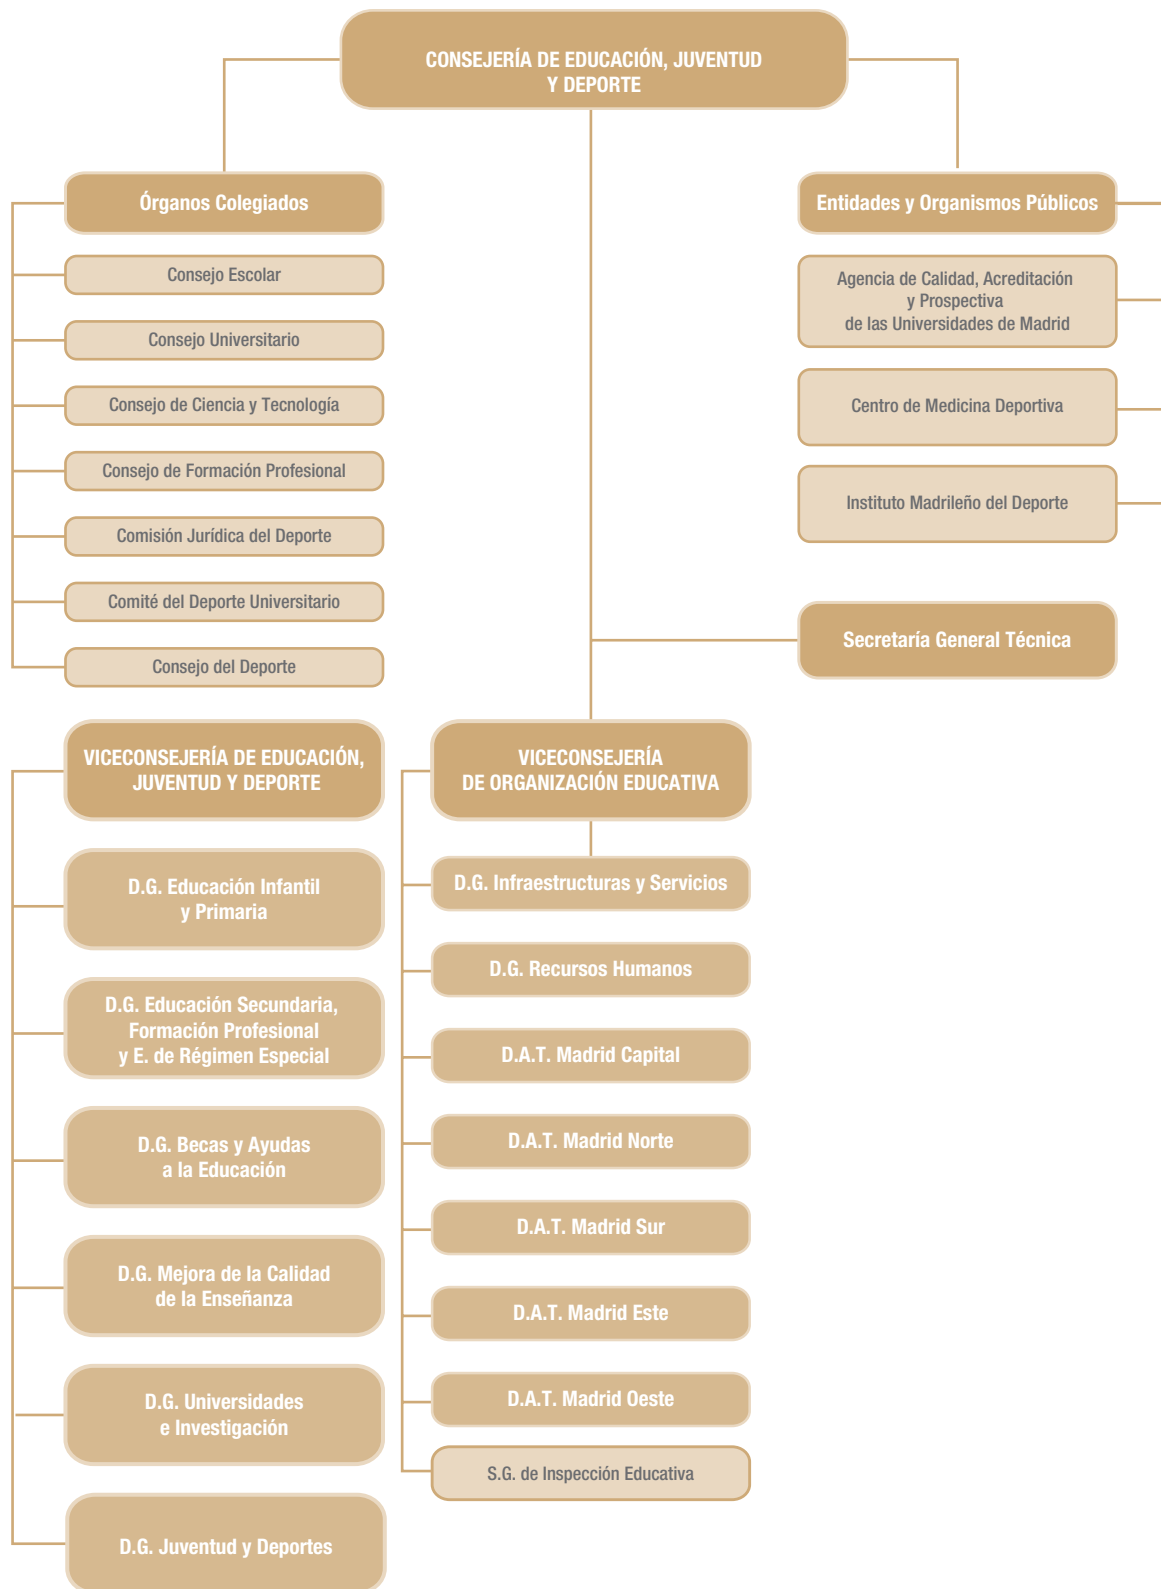 CONSEJERÍA DE EDUCACIÓN, JUVENTUD
Y DEPORTE
Órganos Colegiados
Consejo Escolar
Consejo Universitario
Consejo de Ciencia y Tecnología
Consejo de Formación Profesional
Comisión Jurídica del Deporte
Comité del Deporte Universitario
Consejo del Deporte
Entidades y Organismos Públicos
Agencia de Calidad, Acreditación
y Prospectiva
de las Universidades de Madrid
Centro de Medicina Deportiva
Instituto Madrileño del Deporte
Secretaría General Técnica
VICECONSEJERÍA DE EDUCACIÓN,
JUVENTUD Y DEPORTE
D.G. Educación Infantil
y Primaria
D.G. Educación Secundaria,
Formación Profesional
y E. de Régimen Especial
D.G. Becas y Ayudas
a la Educación
D.G. Mejora de la Calidad
de la Enseñanza
D.G. Universidades
e Investigación
D.G. Juventud y Deportes
VICECONSEJERÍA
DE ORGANIZACIÓN EDUCATIVA
D.G. Infraestructuras y Servicios
D.G. Recursos Humanos
D.A.T. Madrid Capital
D.A.T. Madrid Norte
D.A.T. Madrid Sur
D.A.T. Madrid Este
D.A.T. Madrid Oeste
S.G. de Inspección Educativa